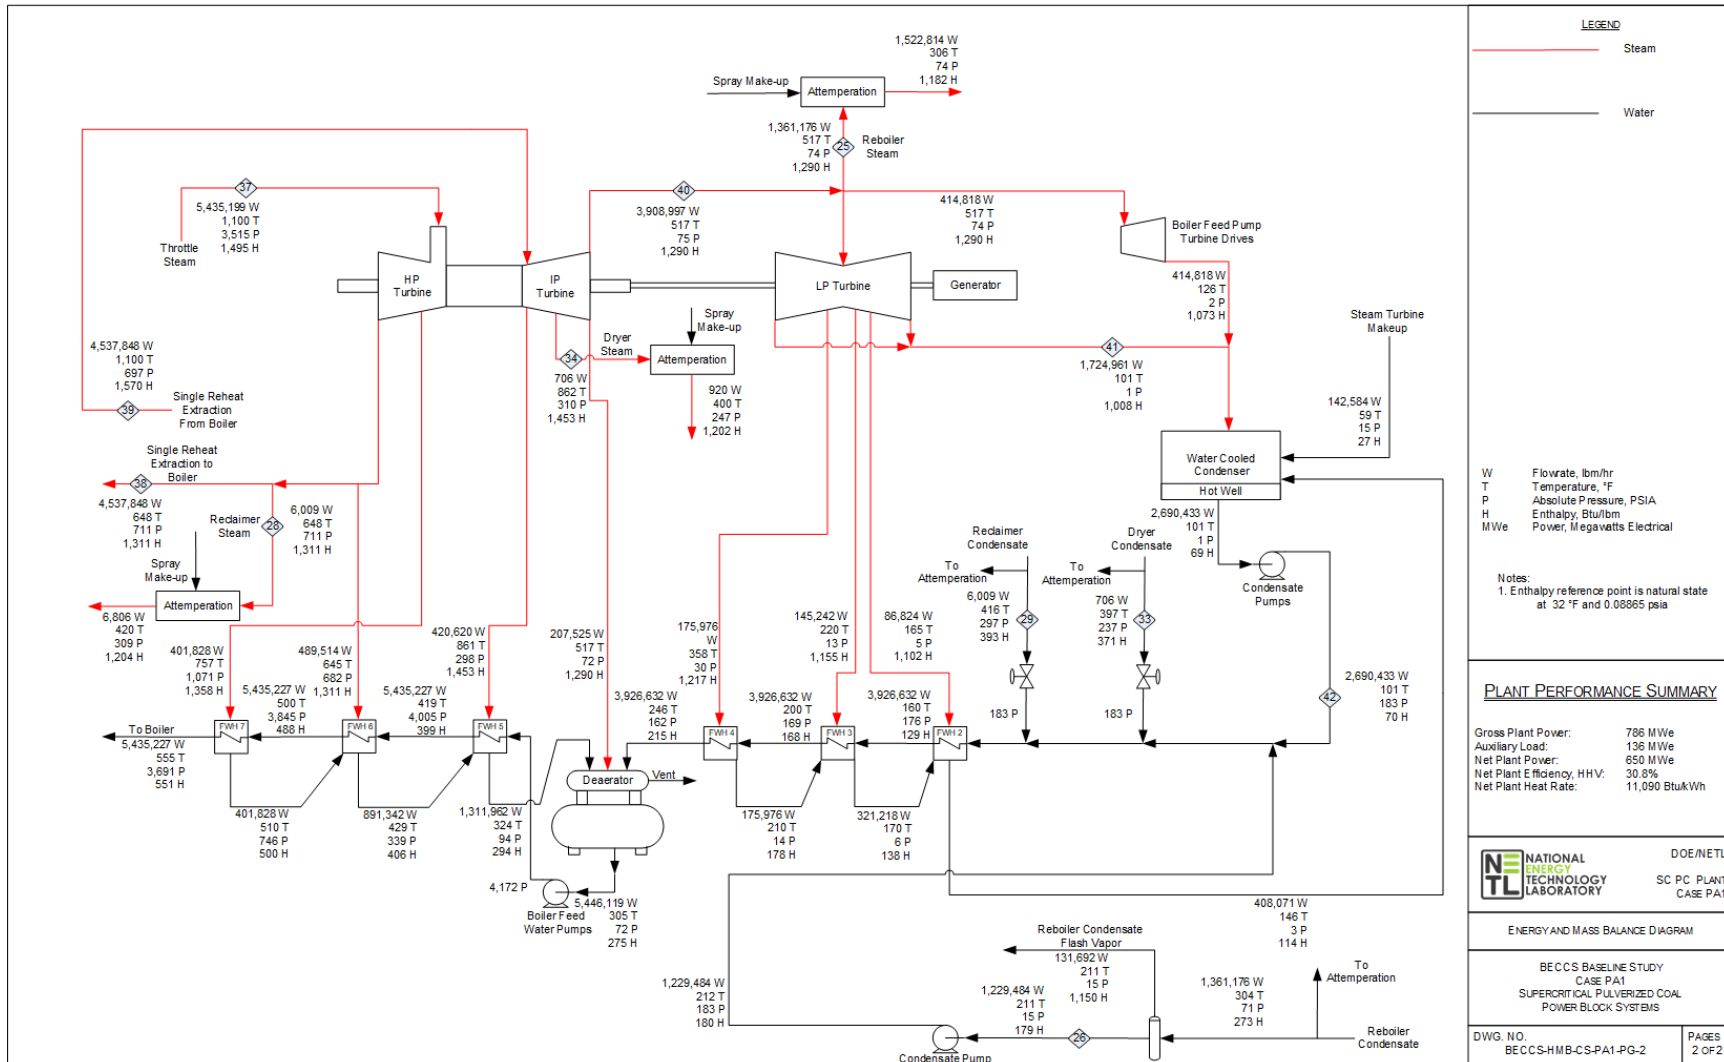 1,522,814 W
306 T
74 P
1,182 H
Spray Make-up
Attemperation
1,361,176 W
517 T
74 P
1,290 H
25
Reboiler
Steam
37
5,435,199 W
1,100 T
3,515 P
1,495 H
Throttle
Steam
40
3,908,997 W
517 T
75 P
1,290 H
414,818 W
517 T
74 P
1,290 H
Boiler Feed Pump
Turbine Drives
HP
Turbine
IP
Turbine
LP Turbine
Generator
414,818 W
126 T
2 P
1,073 H
Steam Turbine
Makeup
4,537,848 W
1,100 T
697 P
1,570 H
39
Single Reheat
Extraction
From Boiler
Dryer
Steam
34
706 W
862 T
310 P
1,453 H
Spray
Make-up
Attemperation
920 W
400 T
247 P
1,202 H
41
1,724,961 W
101 T
1 P
1,008 H
142,584 W
59 T
15 P
27 H
Single Reheat
Extraction to
Boiler
38
4,537,848 W
648 T
711 P
1,311 H
Reclaimer
Steam
28
6,009 W
648 T
711 P
1,311 H
Spray
Make-up
Attemperation
6,806 W
420 T
309 P
1,204 H
Water Cooled
Condenser
Hot Well
2,690,433 W
101 T
1 P
69 H
Condensate
Pumps
Reclaimer
Condensate
To
Attemperation
6,009 W
416 T
297 P
393 H
29
183 P
Dryer
Condensate
To
Attemperation
706 W
397 T
237 P
371 H
33
183 P
42
2,690,433 W
101 T
183 P
70 H
401,828 W
757 T
1,071 P
1,358 H
489,514 W
645 T
682 P
1,311 H
420,620 W
861 T
298 P
1,453 H
207,525 W
517 T
72 P
1,290 H
175,976
W
358 T
30 P
1,217 H
145,242 W
220 T
13 P
1,155 H
86,824 W
165 T
5 P
1,102 H
To Boiler
5,435,227 W
555 T
3,691 P
551 H
FWH 7
5,435,227 W
500 T
3,845 P
488 H
FWH 6
5,435,227 W
419 T
4,005 P
399 H
FWH 5
3,926,632 W
246 T
162 P
215 H
FWH 4
3,926,632 W
200 T
169 P
168 H
FWH 3
3,926,632 W
160 T
176 P
129 H
FWH 2
Deaerator
Vent
401,828 W
510 T
746 P
500 H
891,342 W
429 T
339 P
406 H
1,311,962 W
324 T
94 P
294 H
175,976 W
210 T
14 P
178 H
321,218 W
170 T
6 P
138 H
4,172 P
Boiler Feed
Water Pumps
5,446,119 W
305 T
72 P
275 H
408,071 W
146 T
3 P
114 H
Reboiler Condensate
Flash Vapor
131,692 W
211 T
15 P
1,150 H
To
Attemperation
1,229,484 W
212 T
183 P
180 H
1,229,484 W
211 T
15 P
179 H
26
1,361,176 W
304 T
71 P
273 H
Reboiler
Condensate
Condensate Pump
LEGEND
Steam
Water
W Flowrate, lbm/hr
T Temperature, °F
P Absolute Pressure, PSIA
H Enthalpy, Btu/lbm
MWe Power, Megawatts Electrical
Notes:
1. Enthalpy reference point is natural state
at 32 °F and 0.08865 psia
PLANT PERFORMANCE SUMMARY
Gross Plant Power: 786 MWe
Auxiliary Load: 136 MWe
Net Plant Power: 650 MWe
Net Plant Efficiency, HHV: 30.8%
Net Plant Heat Rate: 11,090 Btu/kWh
NETL
NATIONAL
ENERGY
TECHNOLOGY
LABORATORY
DOE/NETL
SC PC PLANT
CASE PA1
ENERGY AND MASS BALANCE DIAGRAM
BECCS BASELINE STUDY
CASE PA1
SUPERCRITICAL PULVERIZED COAL
POWER BLOCK SYSTEMS
DWG. NO.
BECCS-HMB-CS-PA1-PG-2
PAGES
2 OF 2